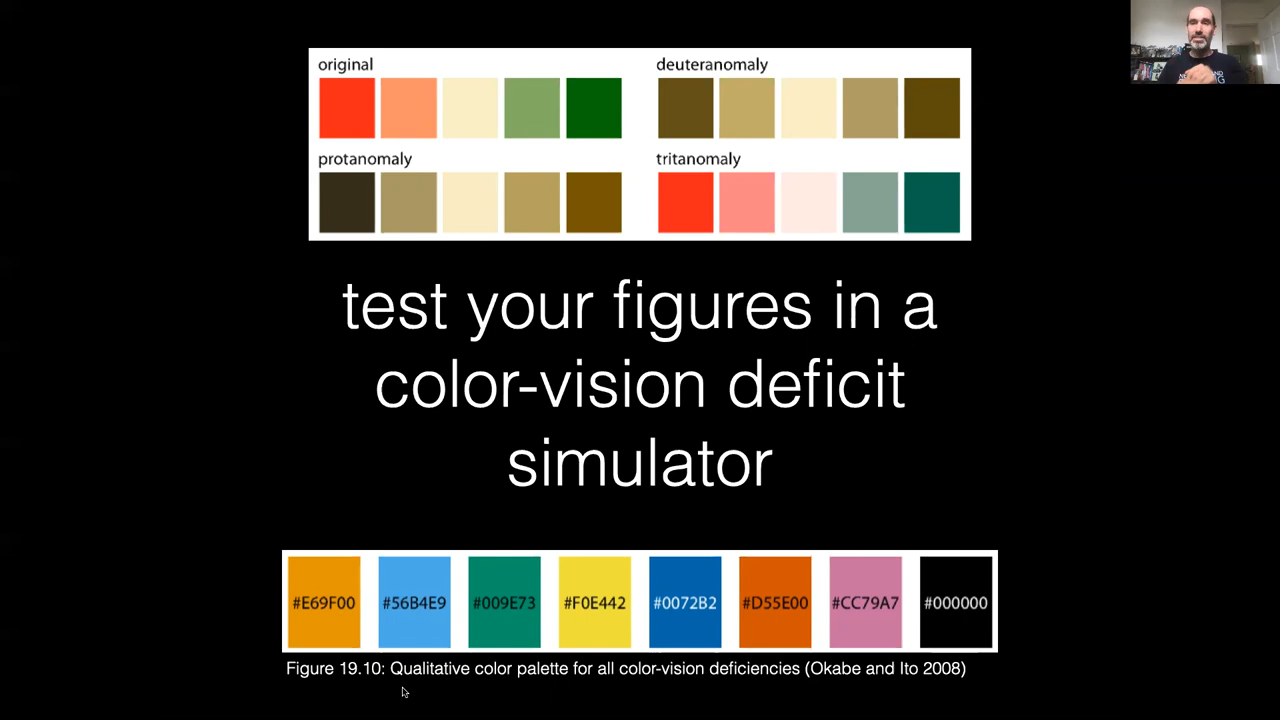 original
deuteranomaly
protanomaly
tritanomaly
test your figures in a
color-vision deficit
simulator
#E69F00 #56B4E9 #009E73 #F0E442 #0072B2 #D55E00 #CC79A7 #000000
Figure 19.10: Qualitative color palette for all color-vision deficiencies (Okabe and Ito 2008)